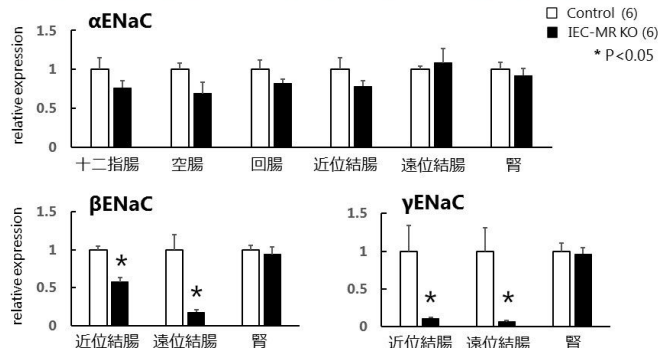 αENaC
□ Control (6)
■ IEC-MR KO (6)
* P<0.05
relative expression
1.5
1
0.5
0
十二指腸 空腸 回腸 近位結腸 遠位結腸 腎
βENaC
relative expression
1.5
1
0.5
0
* *
近位結腸 遠位結腸 腎
γENaC
1.5
1
0.5
0
* *
近位結腸 遠位結腸 腎